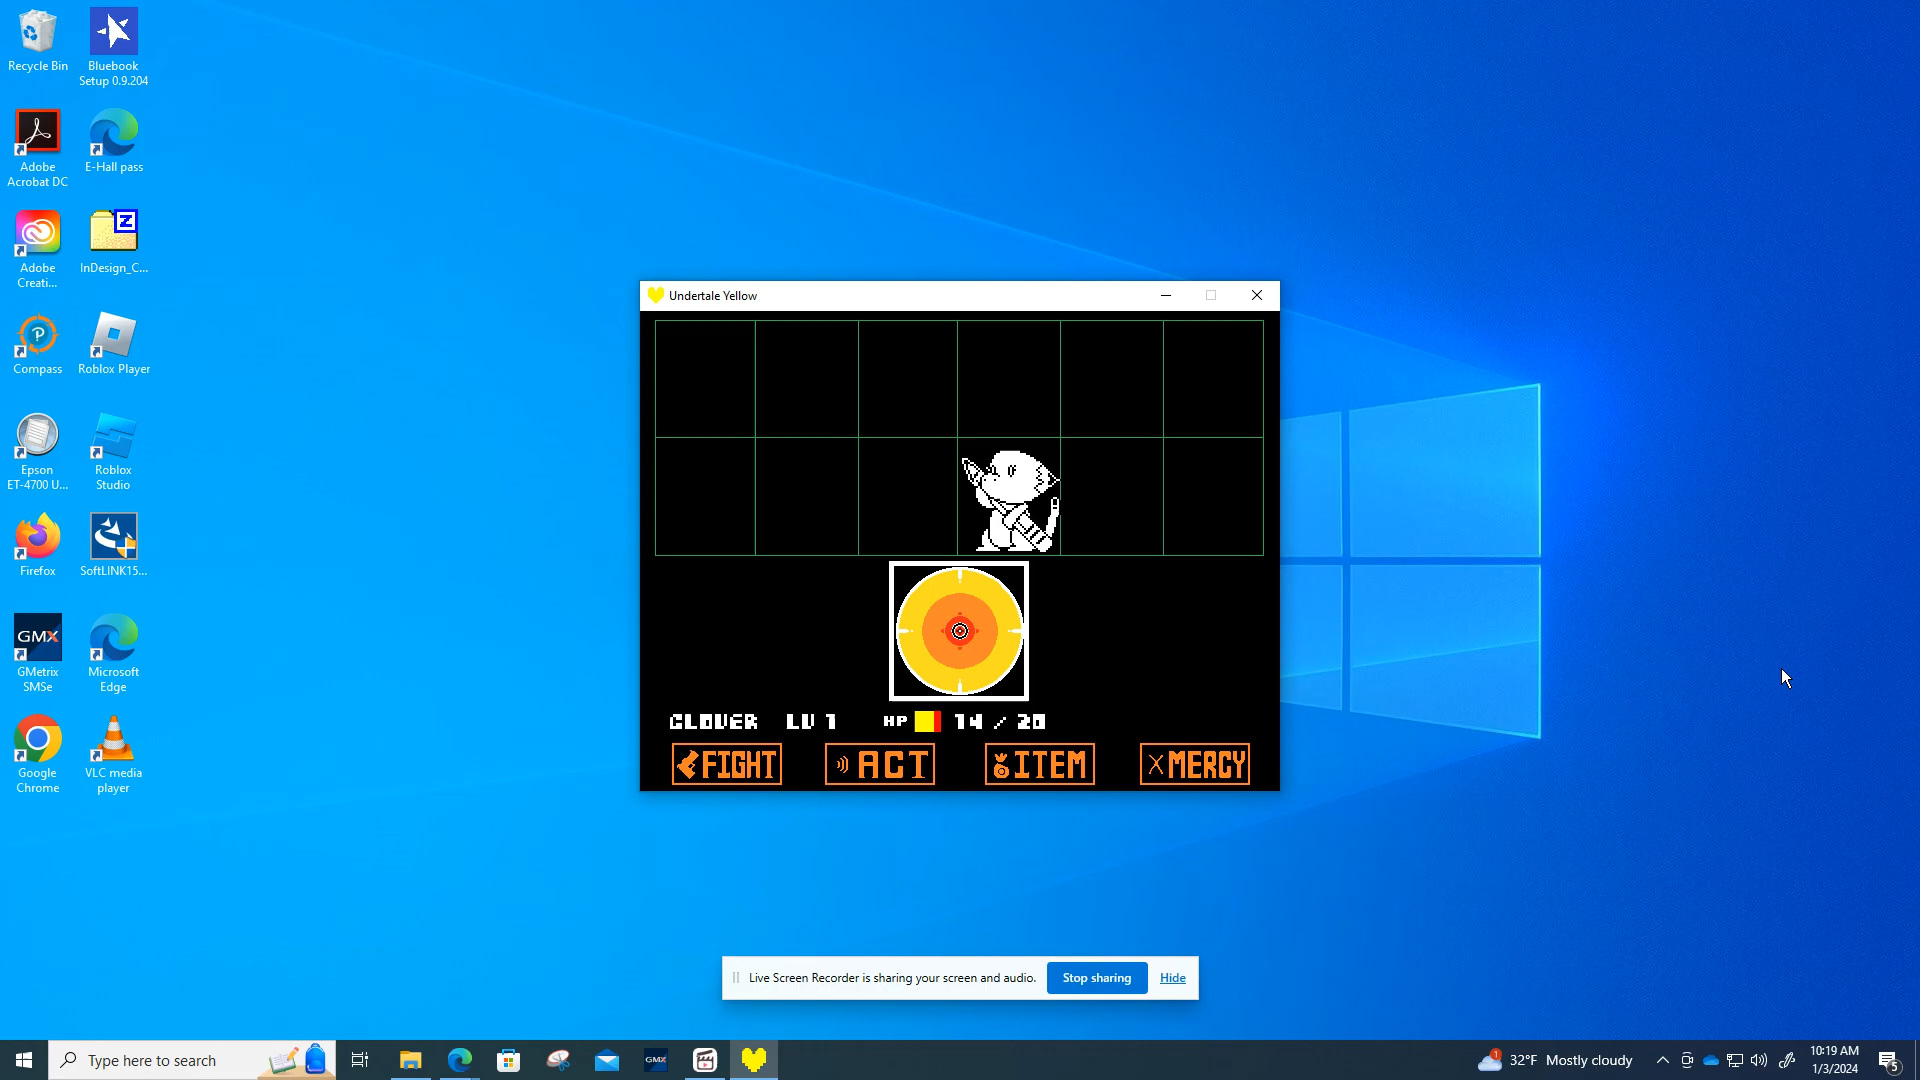 Recycle Bin
Bluebook
Setup 0.9.204
Adobe
Acrobat DC
E-Hall pass
Adobe
Creati...
InDesign_C...
Compass
Roblox Player
Epson
ET-4700 U...
Roblox
Studio
Firefox
SoftLINK15...
GMX
GMetrix
SMSe
Microsoft
Edge
Google
Chrome
VLC media
player
Undertale Yellow
CLOVER LV 1 HP 14 / 20
FIGHT ACT ITEM MERCY
Live Screen Recorder is sharing your screen and audio. Stop sharing Hide
Type here to search
GMX
1
32°F Mostly cloudy
10:19 AM
1/3/2024
5